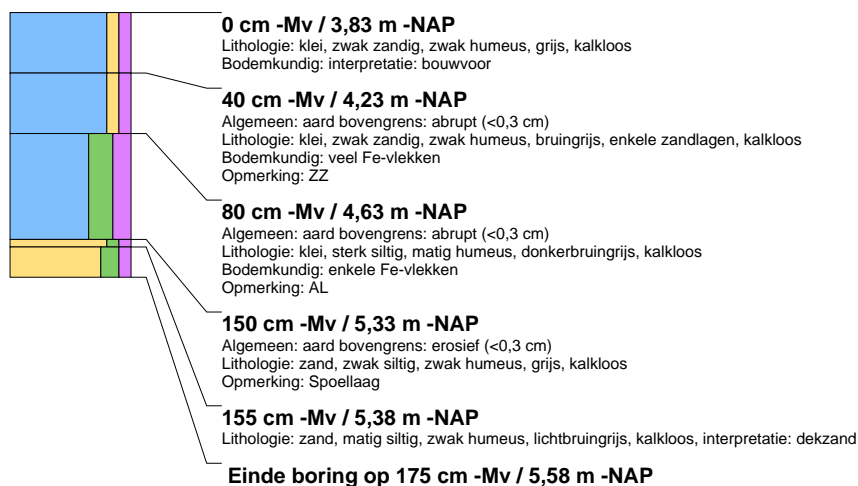 0 cm -Mv / 3,83 m -NAP
Lithologie: klei, zwak zandig, zwak humeus, grijs, kalkloos
Bodemkundig: interpretatie: bouwvoor
40 cm -Mv / 4,23 m -NAP
Algemeen: aard bovengrens: abrupt (<0,3 cm)
Lithologie: klei, zwak zandig, zwak humeus, bruingrijs, enkele zandlagen, kalkloos
Bodemkundig: veel Fe-vlekken
Opmerking: ZZ
80 cm -Mv / 4,63 m -NAP
Algemeen: aard bovengrens: abrupt (<0,3 cm)
Lithologie: klei, sterk siltig, matig humeus, donkerbruingrijs, kalkloos
Bodemkundig: enkele Fe-vlekken
Opmerking: AL
150 cm -Mv / 5,33 m -NAP
Algemeen: aard bovengrens: erosief (<0,3 cm)
Lithologie: zand, zwak siltig, zwak humeus, grijs, kalkloos
Opmerking: Spoellaag
155 cm -Mv / 5,38 m -NAP
Lithologie: zand, matig siltig, zwak humeus, lichtbruingrijs, kalkloos, interpretatie: dekzand
Einde boring op 175 cm -Mv / 5,58 m -NAP